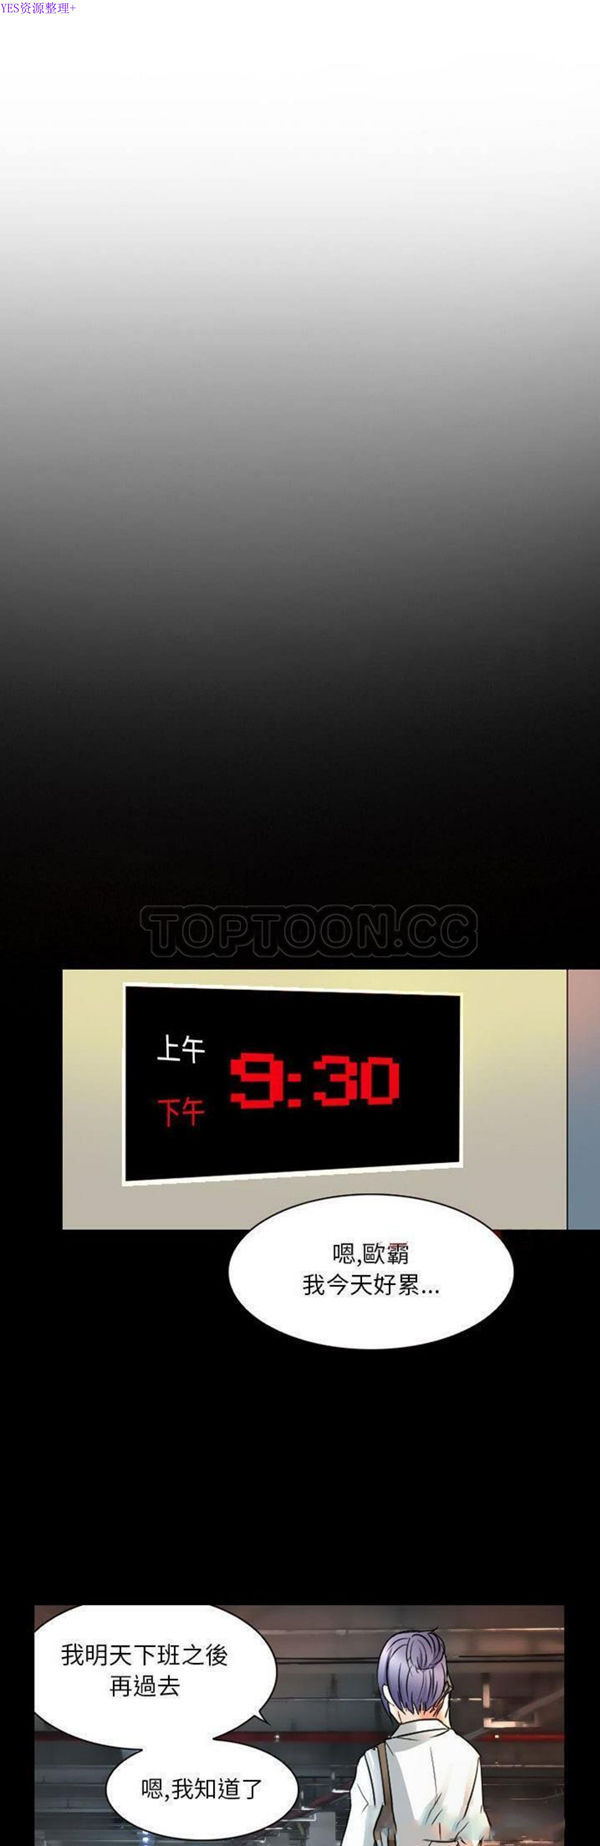 YES资源整理+
TOPTOON.CC
上午
下午
9:30
嗯,歐霸
我今天好累...
我明天下班之後
再過去
嗯,我知道了